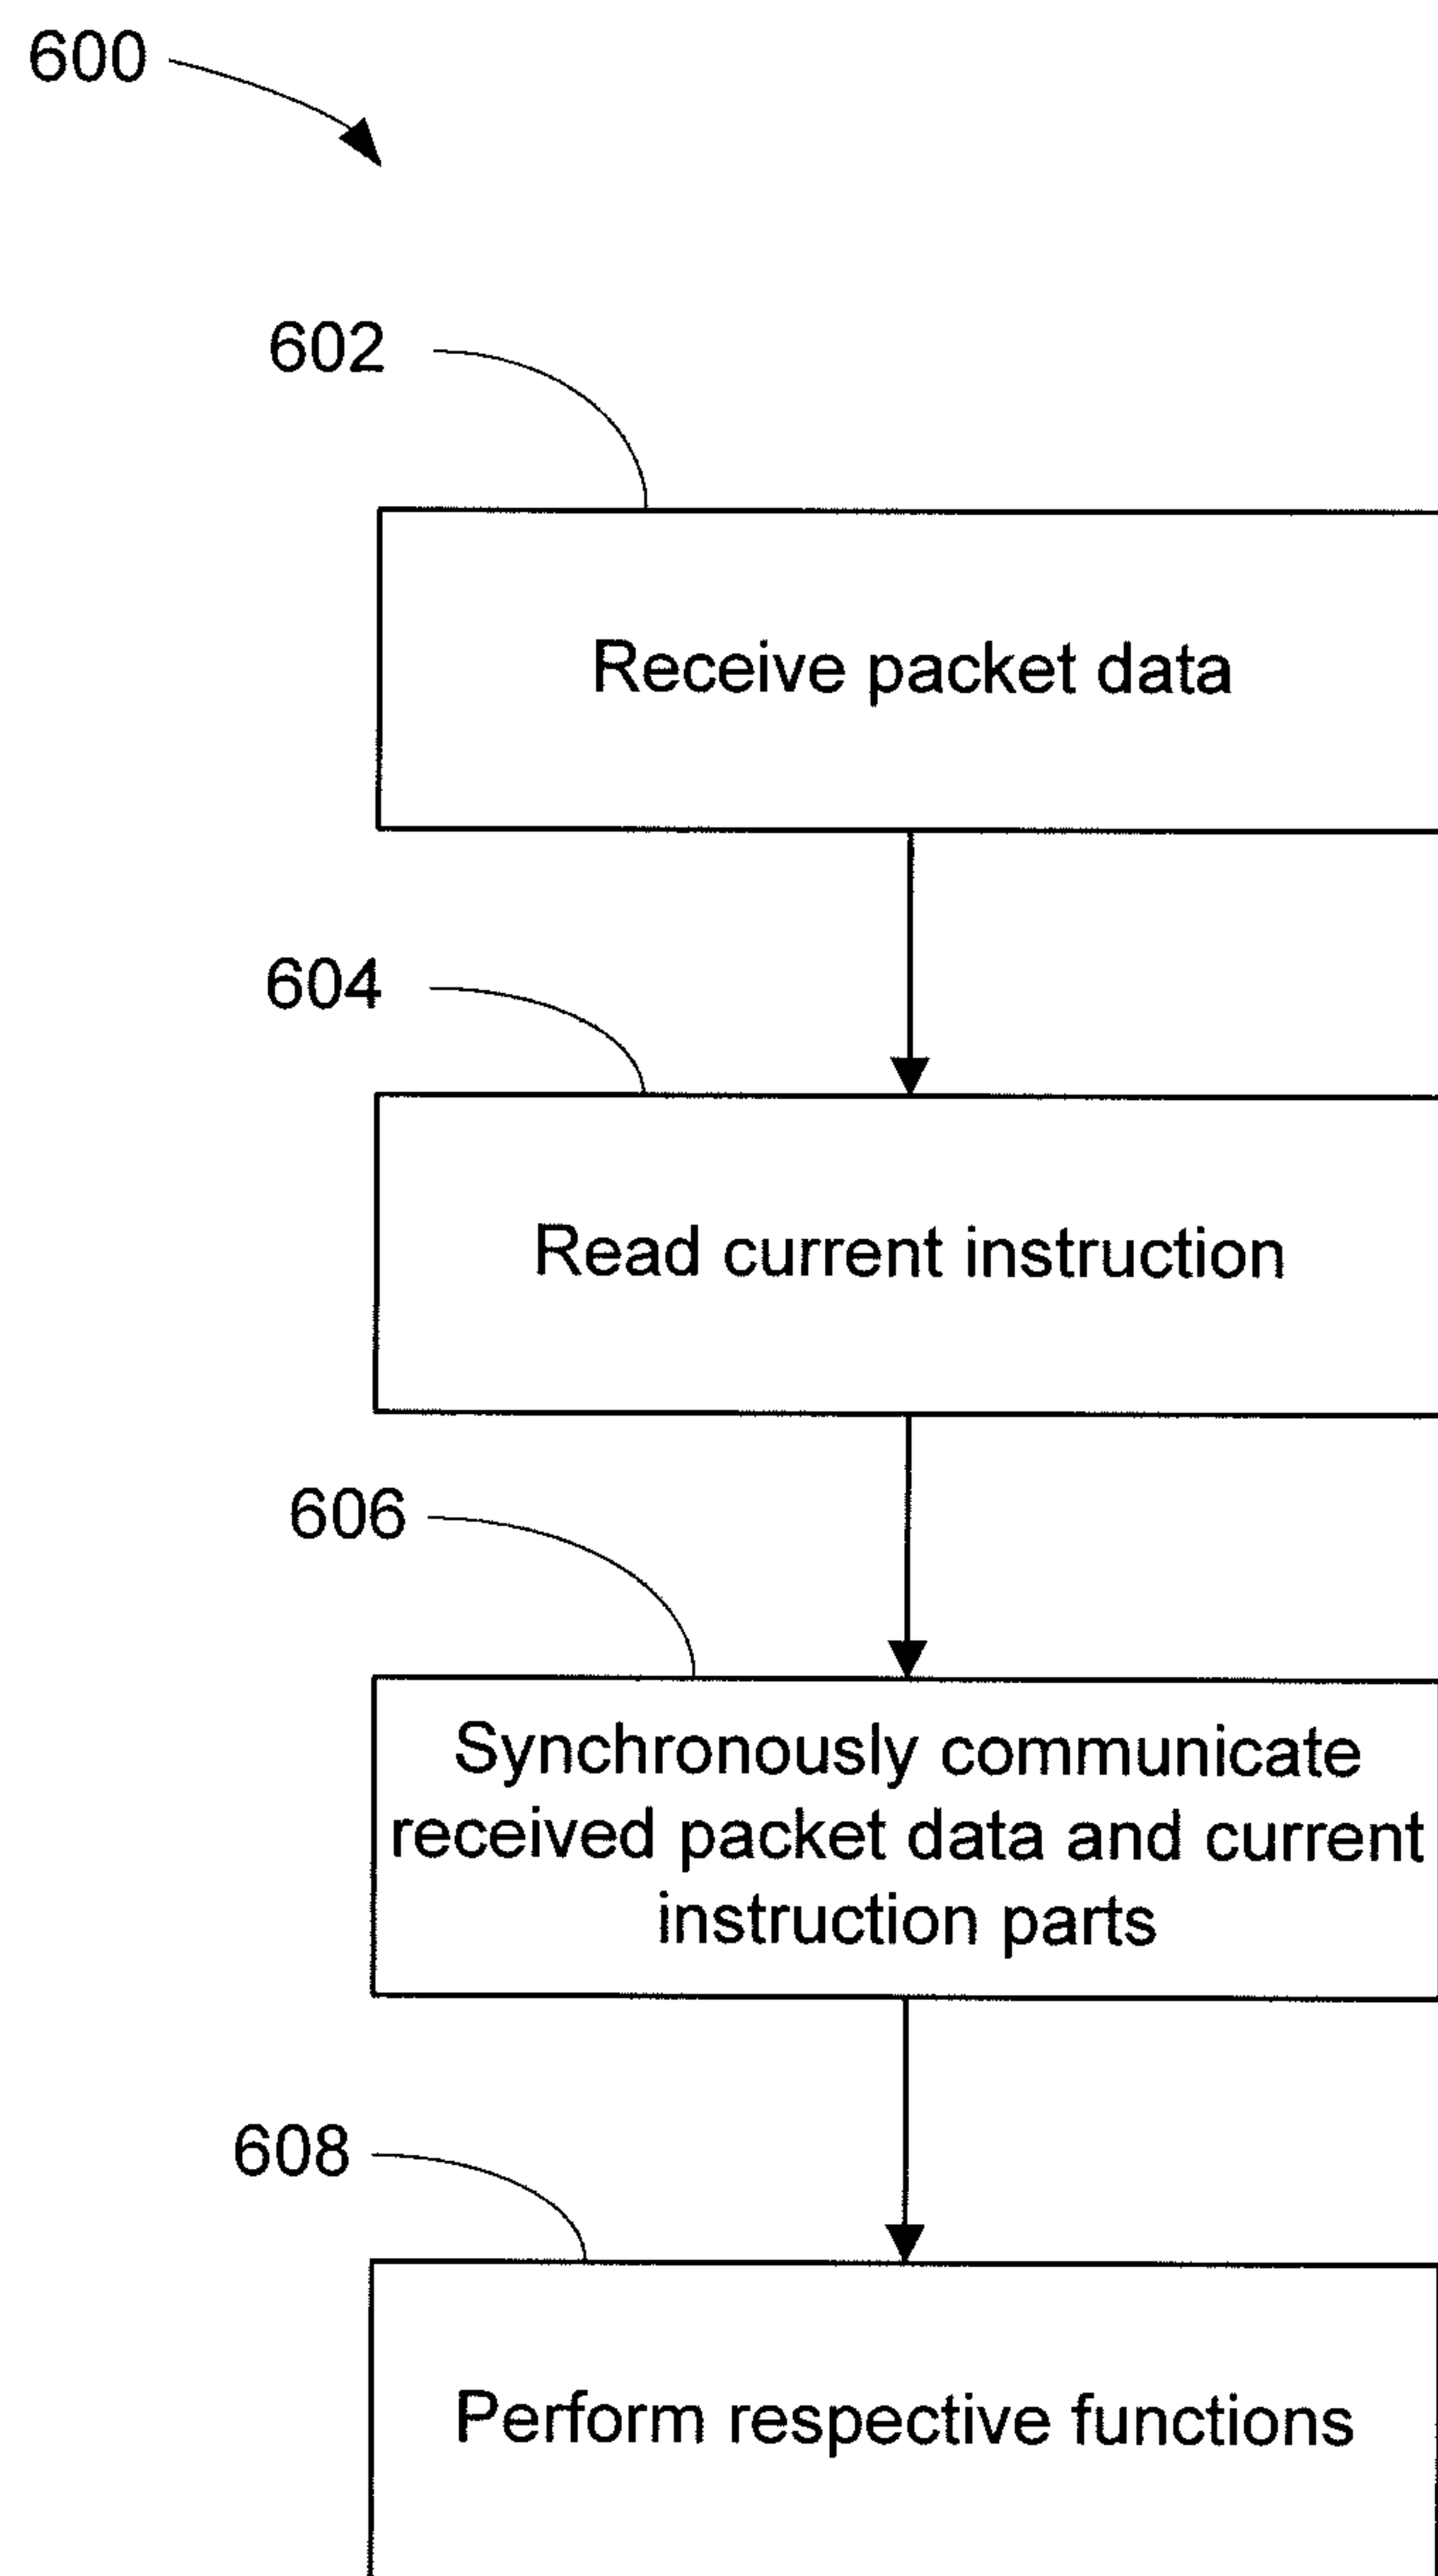 600
602
Receive packet data
604
Read current instruction
606
Synchronously communicate
received packet data and current
instruction parts
608
Perform respective functions